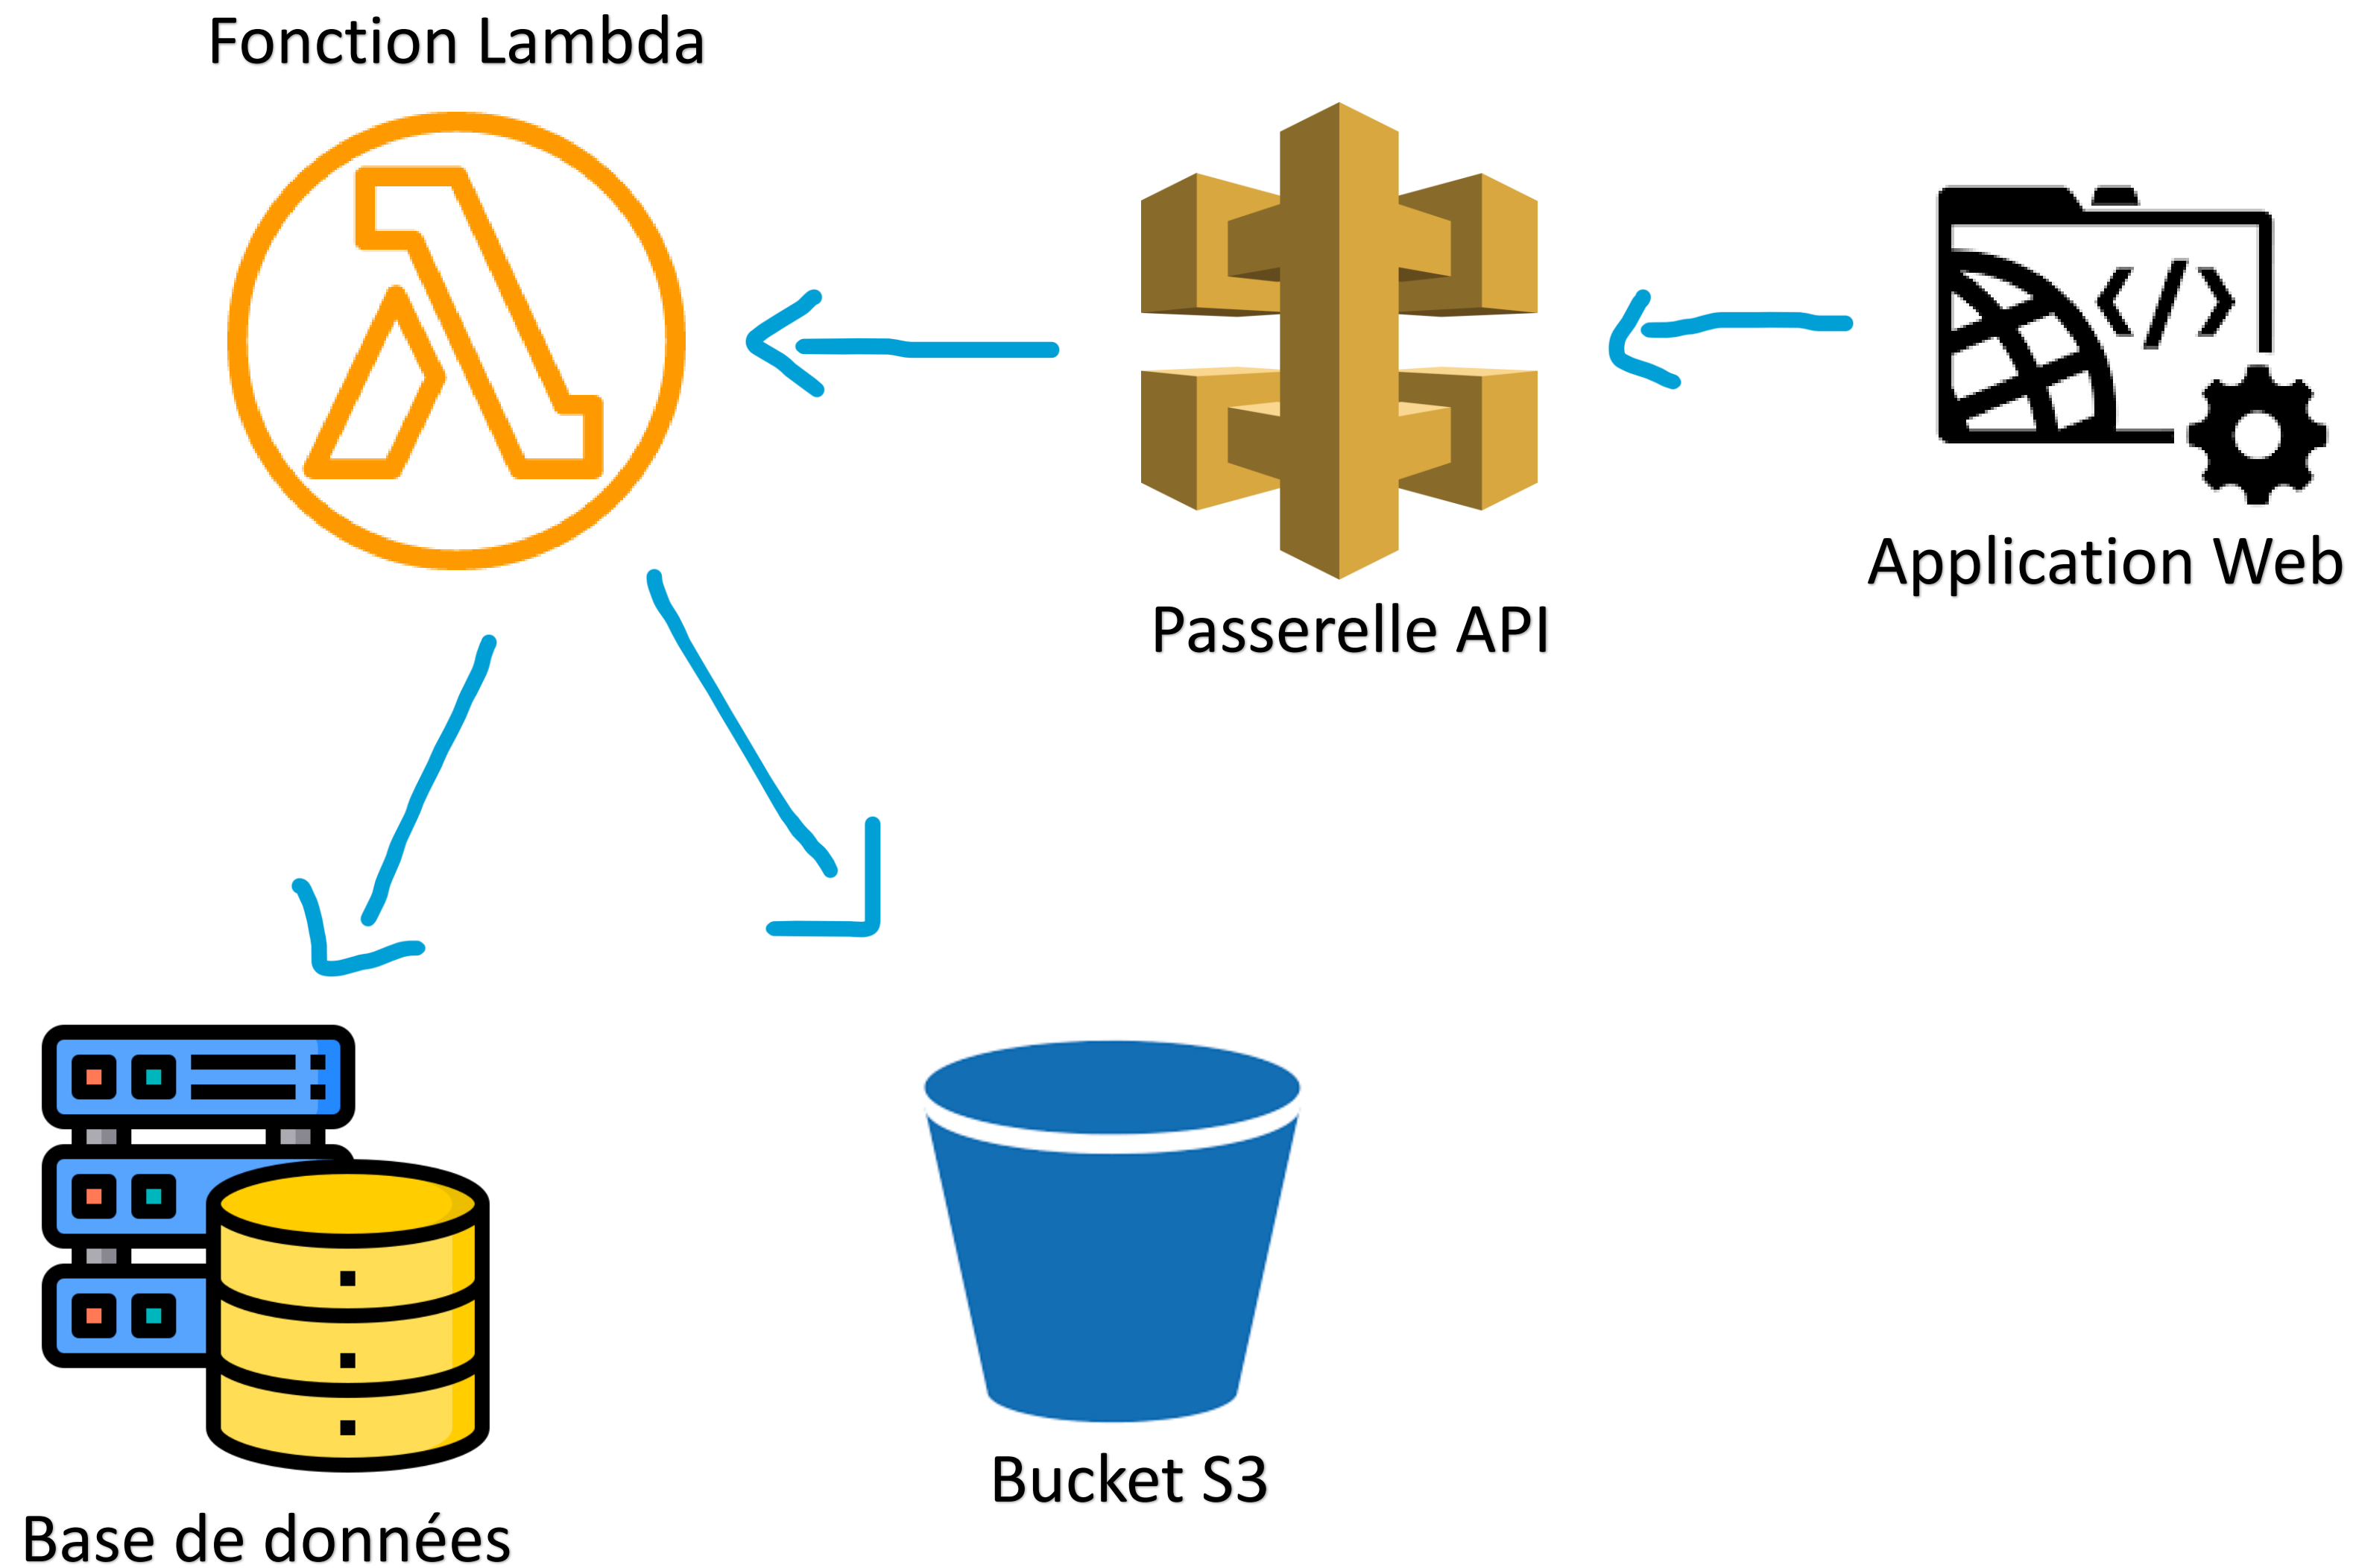 Fonction Lambda
Passerelle API
Application Web
</>
Bucket S3
Base de données